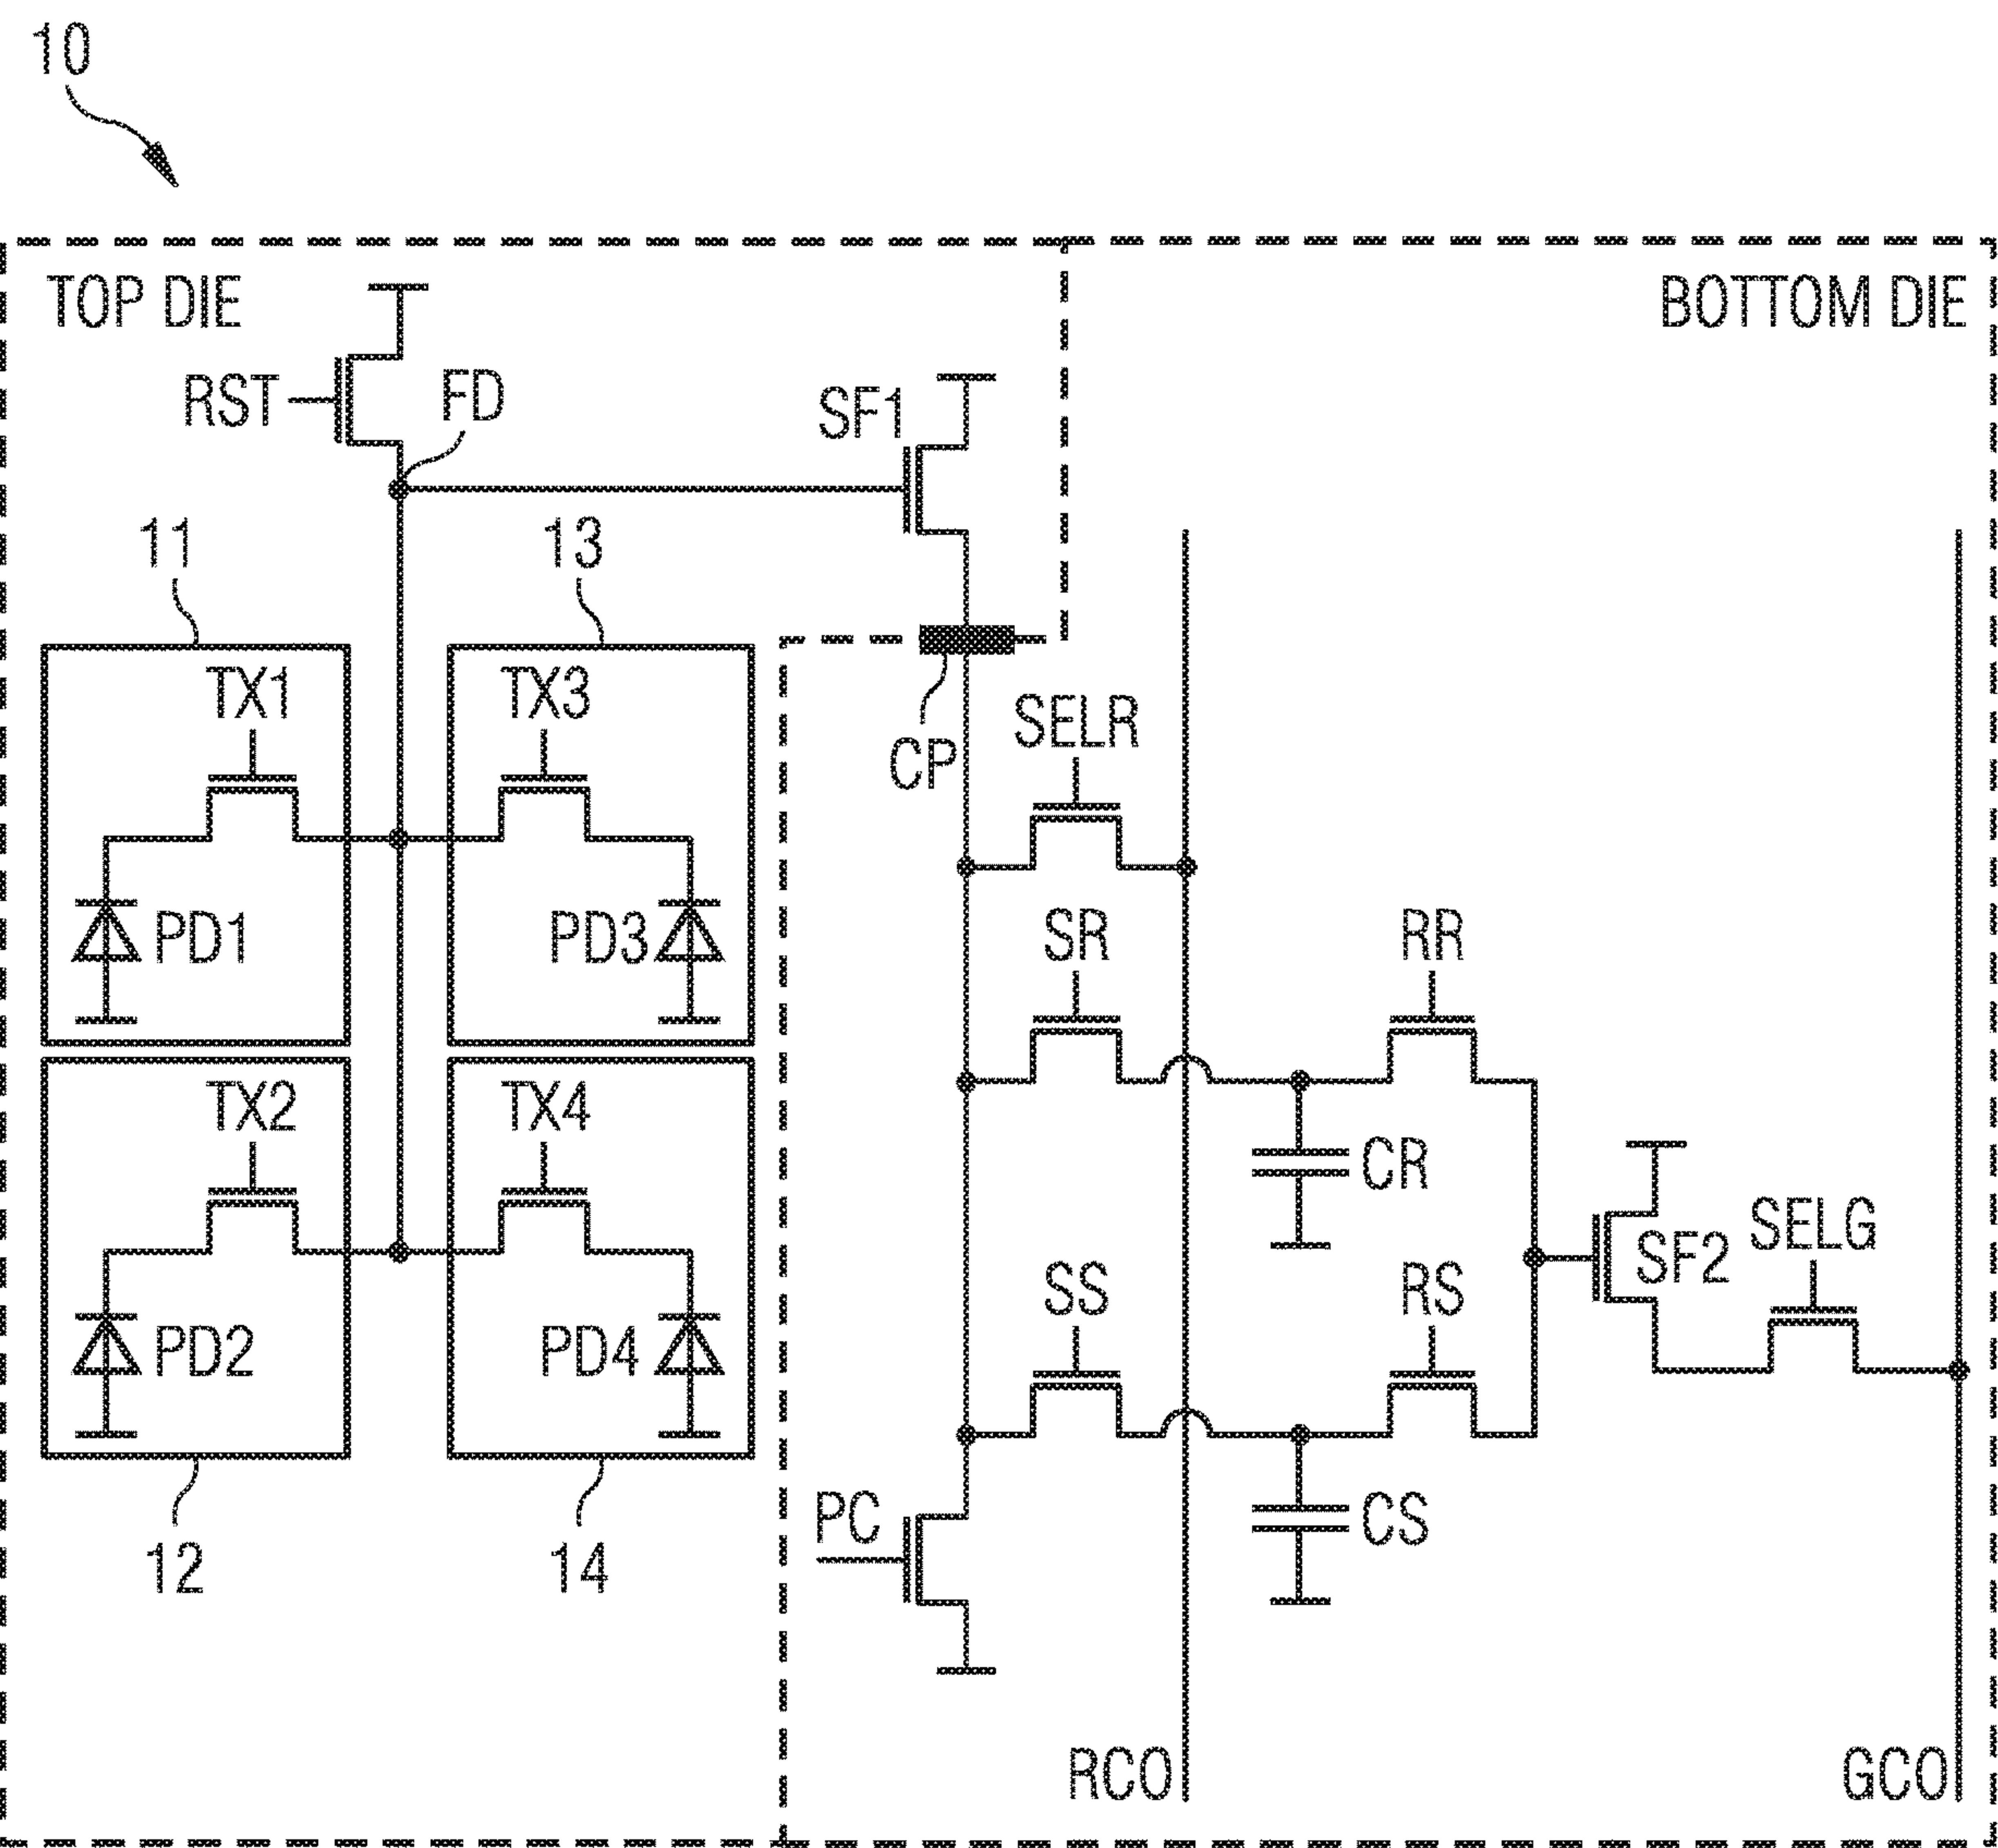 10
TOP DIE
BOTTOM DIE
RST
FD
SF1
11
13
TX1
TX3
CP
SELR
PD1
PD3
SR
RR
TX2
TX4
CR
SELG
SF2
SS
RS
PD2
PD4
PC
CS
12
14
RCO
GCO